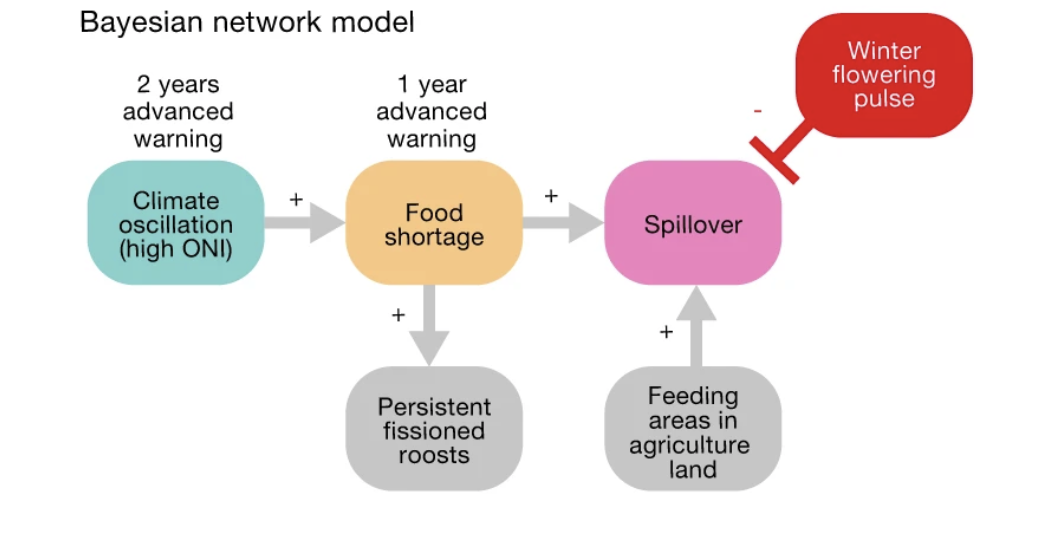 Bayesian network model
2 years
advanced
warning
1 year
advanced
warning
Winter
flowering
pulse
-
Climate
oscillation
(high ONI)
+
Food
shortage
+
Spillover
+
Persistent
fissioned
roosts
+
Feeding
areas in
agriculture
land